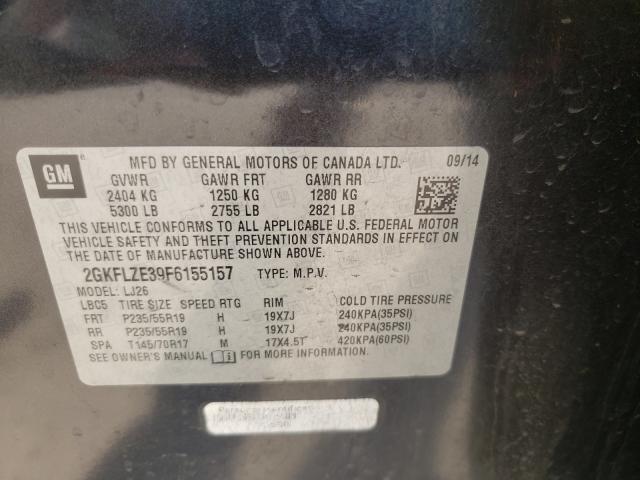 GM
MFD BY GENERAL MOTORS OF CANADA LTD. 09/14
GVWR GAWR FRT GAWR RR
2404 KG 1250 KG 1280 KG
5300 LB 2755 LB 2821 LB
THIS VEHICLE CONFORMS TO ALL APPLICABLE U.S. FEDERAL MOTOR
VEHICLE SAFETY AND THEFT PREVENTION STANDARDS IN EFFECT ON
THE DATE OF MANUFACTURE SHOWN ABOVE.
2GKFLZE39F6155157 TYPE: M.P.V.
MODEL: LJ26
LBC5 TIRE SIZE SPEED RTG RIM COLD TIRE PRESSURE
FRT P235/55R19 H 19X7J 240KPA(35PSI)
RR P235/55R19 H 19X7J 240KPA(35PSI)
SPA T145/70R17 M 17X4.5T 420KPA(60PSI)
SEE OWNER'S MANUAL FOR MORE INFORMATION.